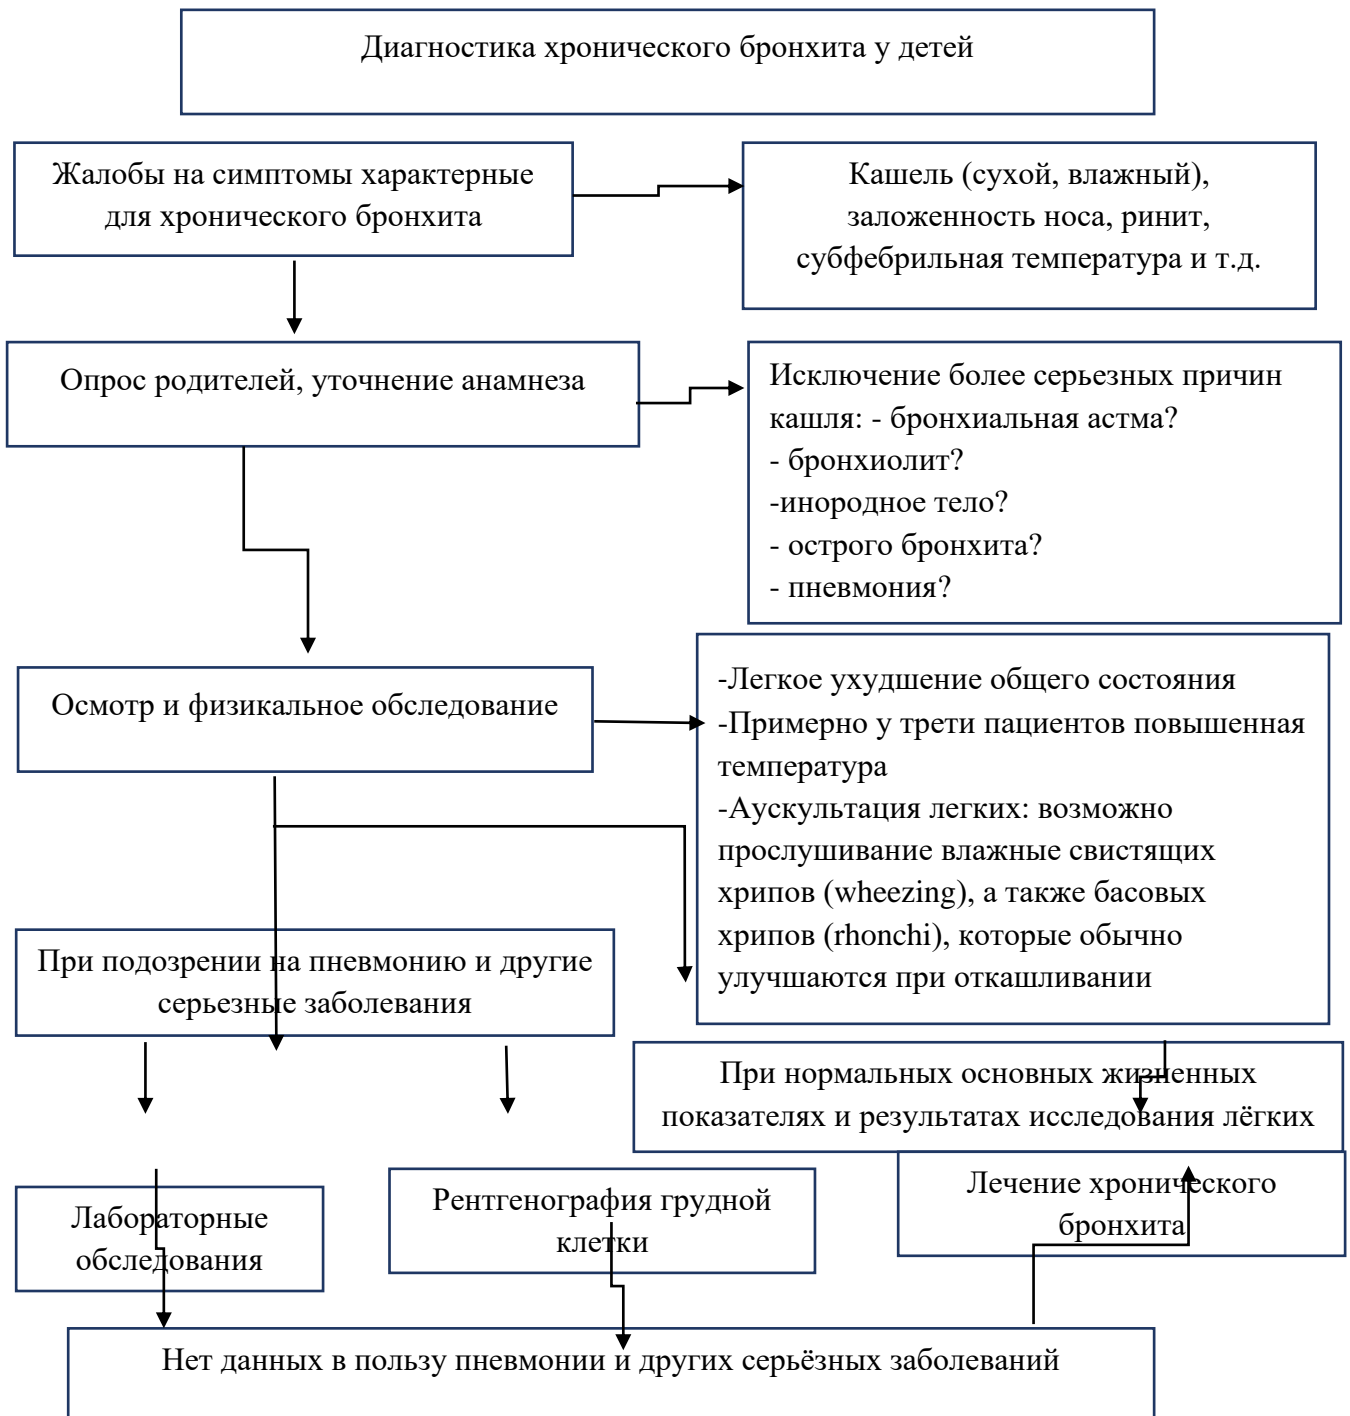 Диагностика хронического бронхита у детей
Жалобы на симптомы характерные
для хронического бронхита
Кашель (сухой, влажный),
заложенность носа, ринит,
субфебрильная температура и т.д.
Опрос родителей, уточнение анамнеза
Исключение более серьезных причин
кашля: - бронхиальная астма?
- бронхиолит?
-инородное тело?
- острого бронхита?
- пневмония?
Осмотр и физикальное обследование
-Легкое ухудшение общего состояния
-Примерно у трети пациентов повышенная
температура
-Аускультация легких: возможно
прослушивание влажные свистящих
хрипов (wheezing), а также басовых
хрипов (rhonchi), которые обычно
улучшаются при откашливании
При подозрении на пневмонию и другие
серьезные заболевания
При нормальных основных жизненных
показателях и результатах исследования лёгких
Лабораторные
обследования
Рентгенография грудной
клетки
Лечение хронического
бронхита
Нет данных в пользу пневмонии и других серьёзных заболеваний